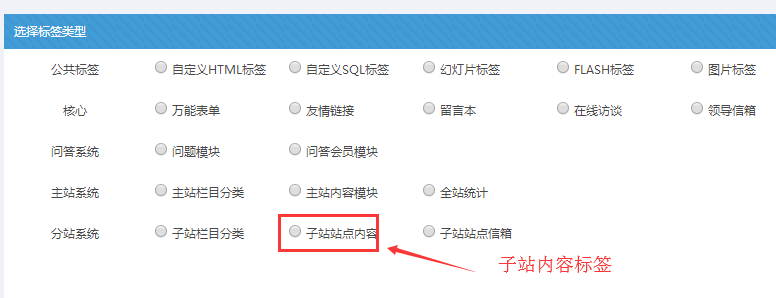 选择标签类型
公共标签 自定义HTML标签 自定义SQL标签 幻灯片标签 FLASH标签 图片标签
核心 万能表单 友情链接 留言本 在线访谈 领导信箱
问答系统 问题模块 问答会员模块
主站系统 主站栏目分类 主站内容模块 全站统计
分站系统 子站栏目分类 子站站点内容 子站站点信箱
子站内容标签